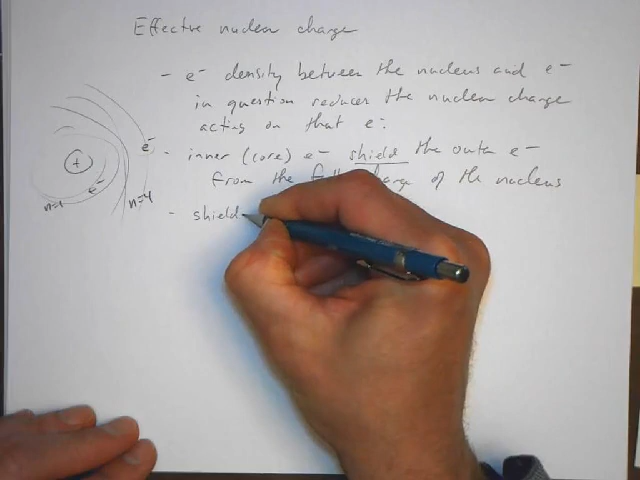 Effective nuclear charge
- e⁻ density between the nucleus and e⁻
in question reduces the nuclear charge
acting on that e⁻.
- inner (core) e⁻ shield the outer e⁻
from the charge of the nucleus
- shield
+
e⁻
e⁻
n=1
n=4